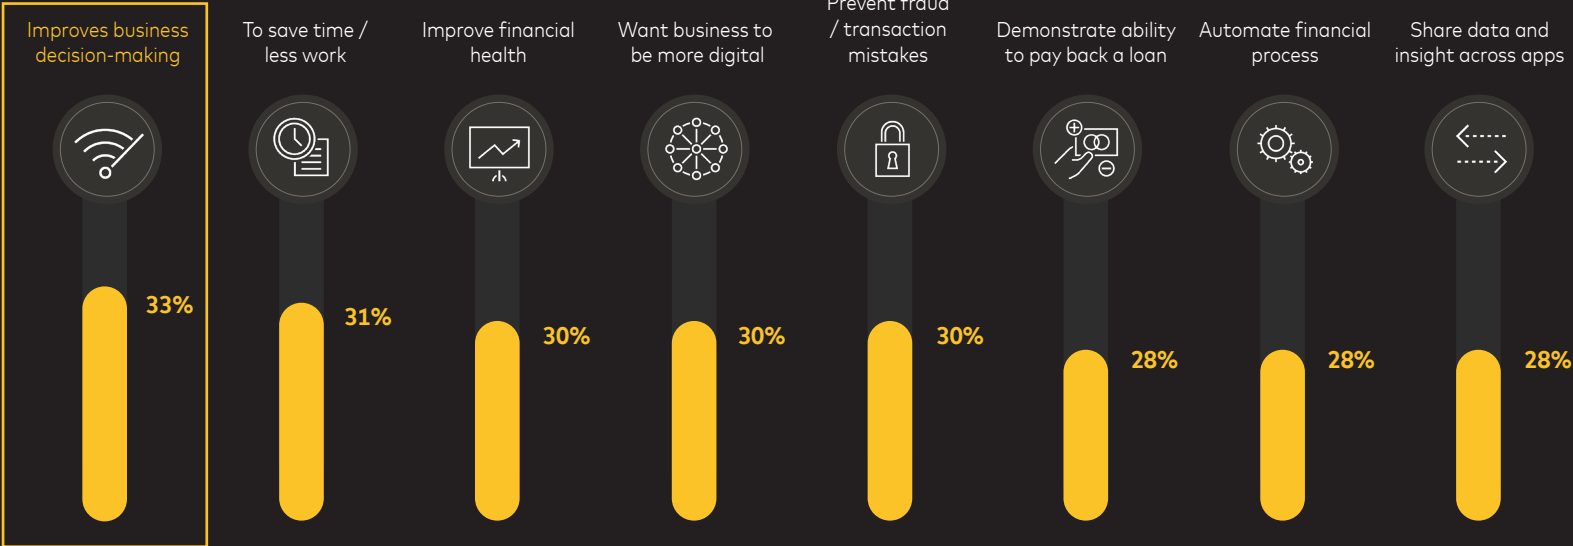 Improves business
decision-making
To save time /
less work
Improve financial
health
Want business to
be more digital
Prevent fraud
/ transaction
mistakes
Demonstrate ability
to pay back a loan
Automate financial
process
Share data and
insight across apps
33%
31%
30%
30%
30%
28%
28%
28%